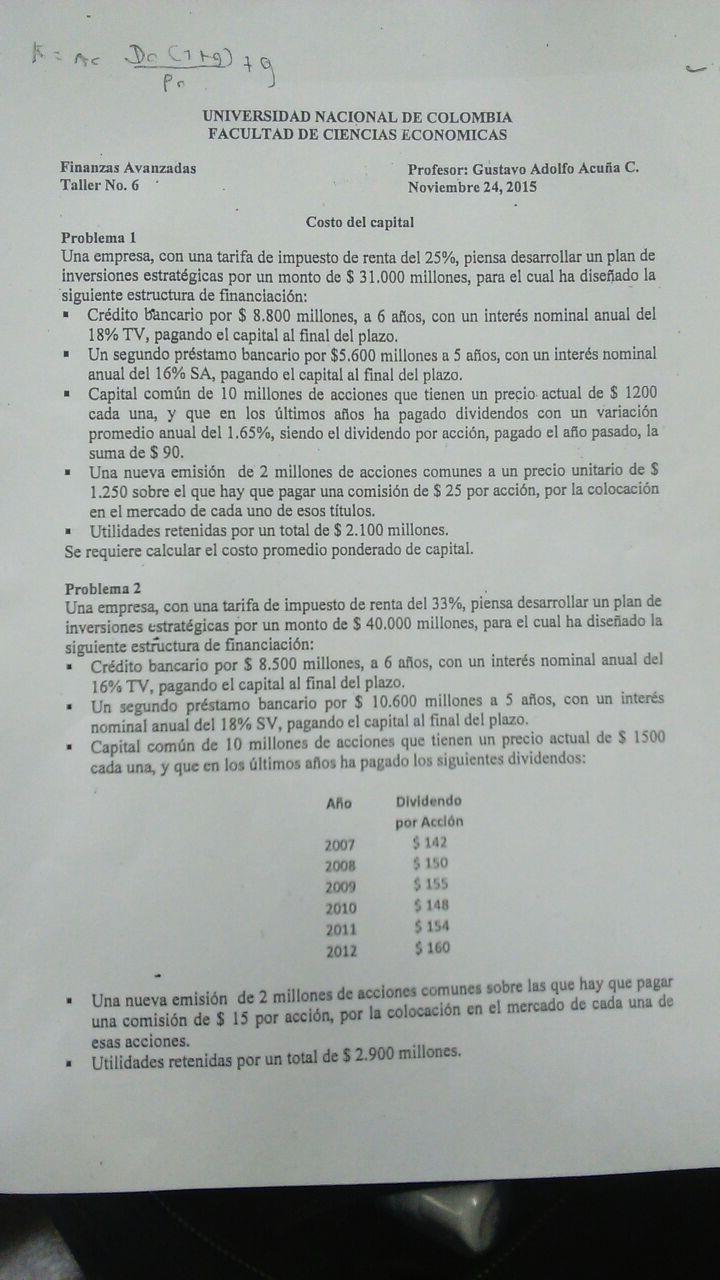 K = Ac Do (1+g) + g
Po
UNIVERSIDAD NACIONAL DE COLOMBIA
FACULTAD DE CIENCIAS ECONOMICAS
Finanzas Avanzadas Profesor: Gustavo Adolfo Acuña C.
Taller No. 6 Noviembre 24, 2015
Costo del capital
Problema 1
Una empresa, con una tarifa de impuesto de renta del 25%, piensa desarrollar un plan de
inversiones estratégicas por un monto de $ 31.000 millones, para el cual ha diseñado la
siguiente estructura de financiación:
▪ Crédito bancario por $ 8.800 millones, a 6 años, con un interés nominal anual del
18% TV, pagando el capital al final del plazo.
▪ Un segundo préstamo bancario por $5.600 millones a 5 años, con un interés nominal
anual del 16% SA, pagando el capital al final del plazo.
▪ Capital común de 10 millones de acciones que tienen un precio actual de $ 1200
cada una, y que en los últimos años ha pagado dividendos con un variación
promedio anual del 1.65%, siendo el dividendo por acción, pagado el año pasado, la
suma de $ 90.
▪ Una nueva emisión de 2 millones de acciones comunes a un precio unitario de $
1.250 sobre el que hay que pagar una comisión de $ 25 por acción, por la colocación
en el mercado de cada uno de esos títulos.
▪ Utilidades retenidas por un total de $ 2.100 millones.
Se requiere calcular el costo promedio ponderado de capital.
Problema 2
Una empresa, con una tarifa de impuesto de renta del 33%, piensa desarrollar un plan de
inversiones estratégicas por un monto de $ 40.000 millones, para el cual ha diseñado la
siguiente estructura de financiación:
▪ Crédito bancario por $ 8.500 millones, a 6 años, con un interés nominal anual del
16% TV, pagando el capital al final del plazo.
▪ Un segundo préstamo bancario por $ 10.600 millones a 5 años, con un interés
nominal anual del 18% SV, pagando el capital al final del plazo.
▪ Capital común de 10 millones de acciones que tienen un precio actual de $ 1500
cada una, y que en los últimos años ha pagado los siguientes dividendos:
Año Dividendo
por Acción
2007 $ 142
2008 $ 150
2009 $ 155
2010 $ 148
2011 $ 154
2012 $ 160
▪ Una nueva emisión de 2 millones de acciones comunes sobre las que hay que pagar
una comisión de $ 15 por acción, por la colocación en el mercado de cada una de
esas acciones.
▪ Utilidades retenidas por un total de $ 2.900 millones.